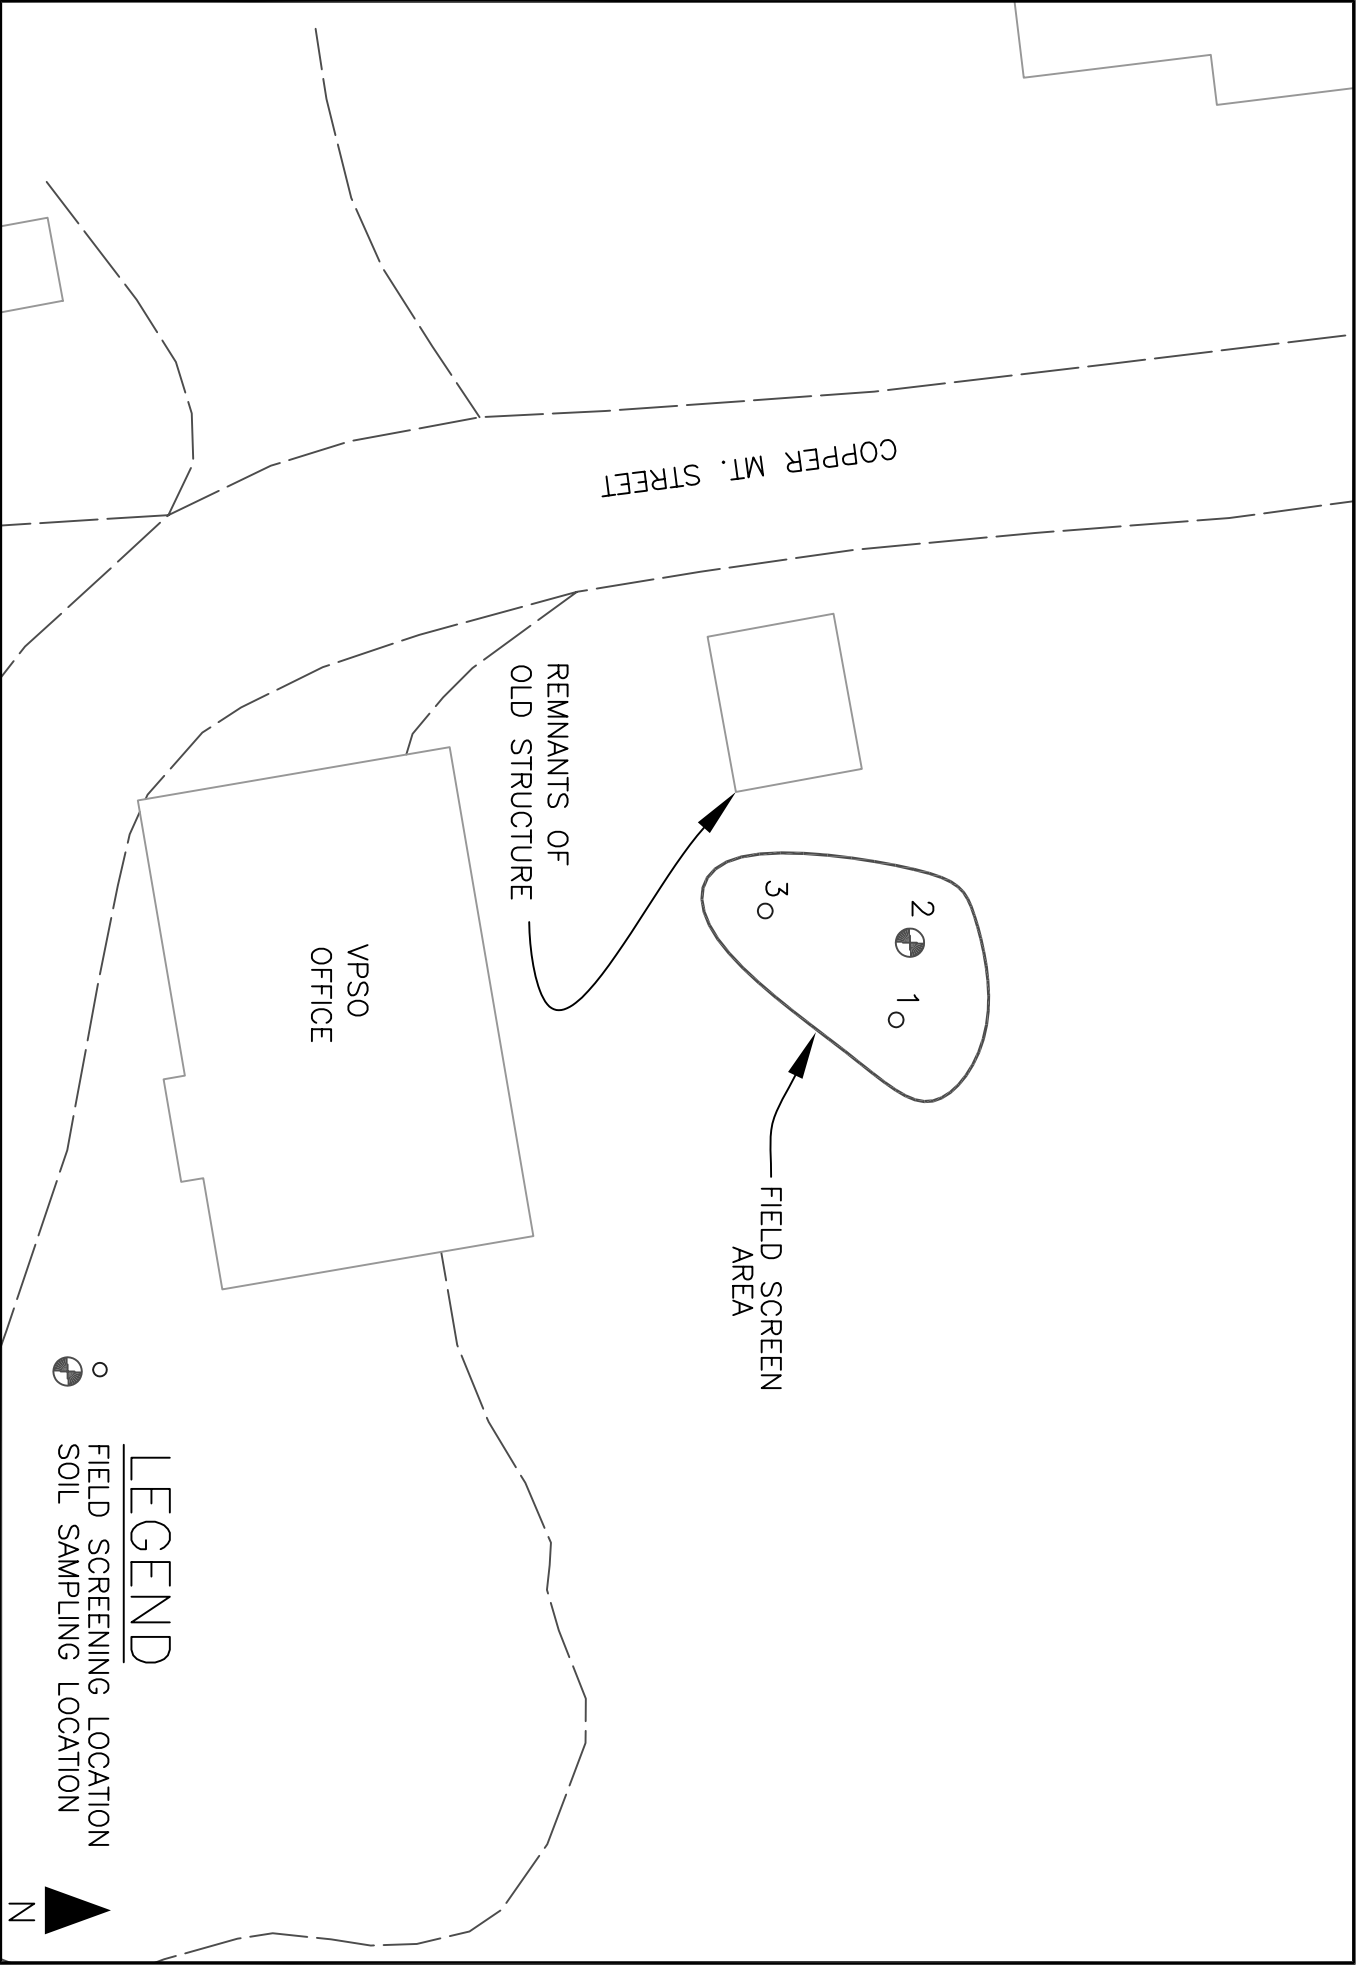 COPPER MT. STREET
REMNANTS OF
OLD STRUCTURE
2
1
3
FIELD SCREEN
AREA
VPSO
OFFICE
LEGEND
FIELD SCREENING LOCATION
SOIL SAMPLING LOCATION
N